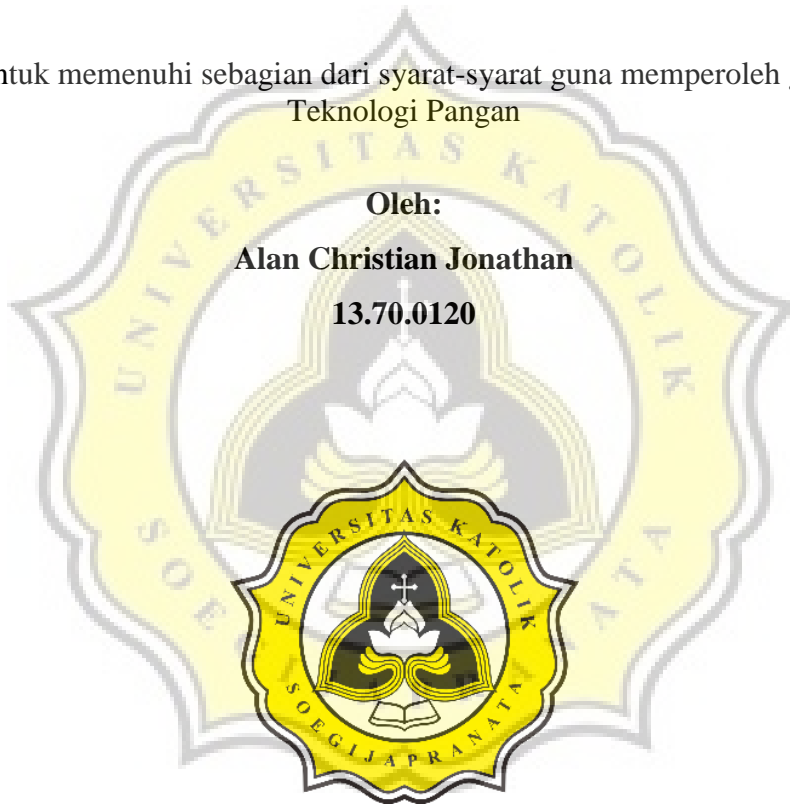 ntuk memenuhi sebagian dari syarat-syarat guna memperoleh
Teknologi Pangan
Oleh:
Alan Christian Jonathan
13.70.0120
UNIVERSITAS KATOLIK
SOEGIJAPRANATA